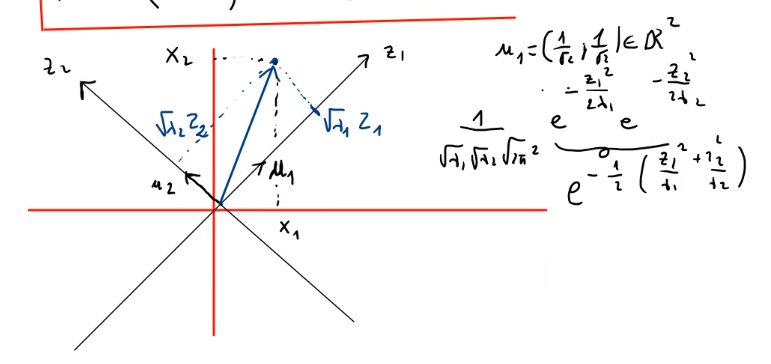 u₁=(1/√2 , 1/√2) ∈ ℝ²
X₂
Z₁
Z₂
√λ₂ Z₂
√λ₁ Z₁
u₂
u₁
X₁
1/(√λ₁ √λ₂ √2π²) e^(-z₁²/2λ₁) e^(-z₂²/2λ₂)
e^(-1/2 (z₁²/λ₁ + z₂²/λ₂))